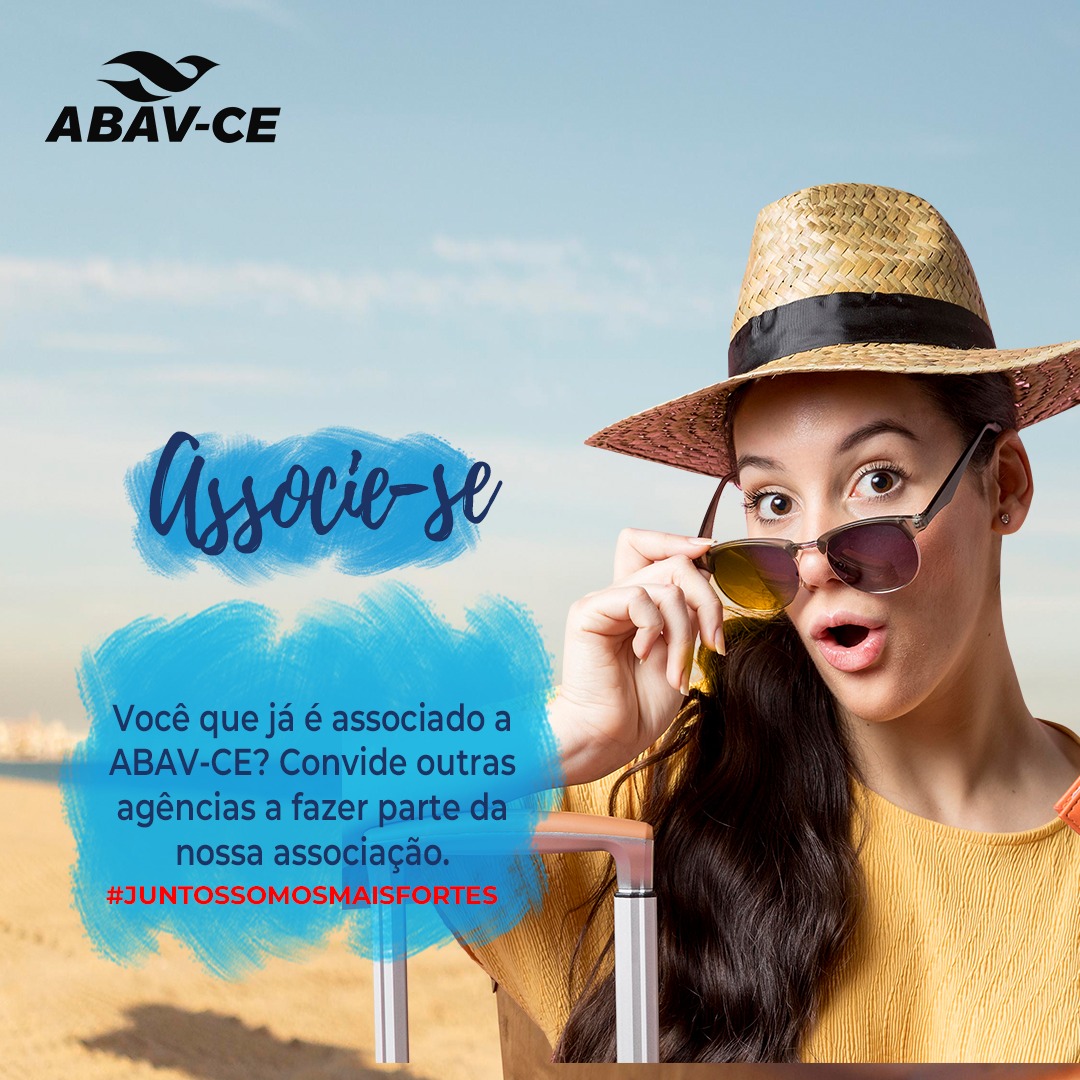 ABAV-CE
Associe-se
Você que já é associado a
ABAV-CE? Convide outras
agências a fazer parte da
nossa associação.
#JUNTOSSOMOSMAISFORTES